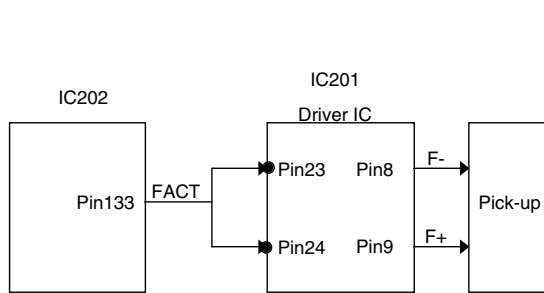 IC201
IC202
Driver IC
Pin23
Pin8
F-
FACT
Pin133
Pick-up
Pin24
Pin9
F+